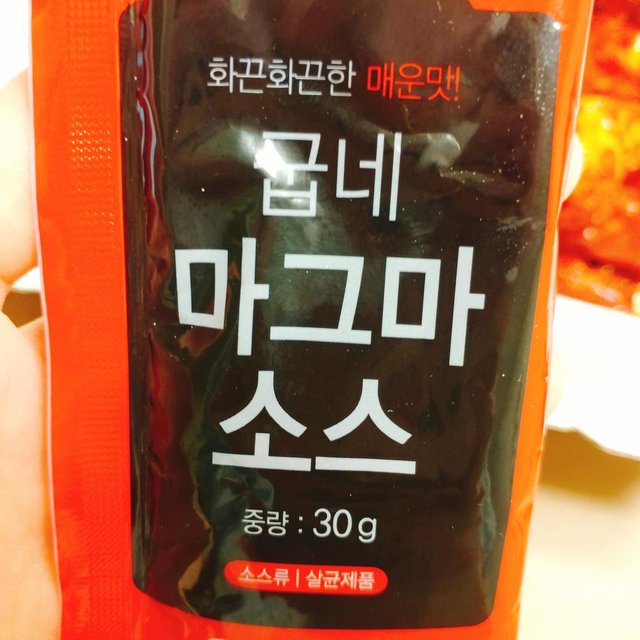 화끈화끈한 매운맛!
굽네
마그마
소스
중량 : 30g
소스류 | 살균제품